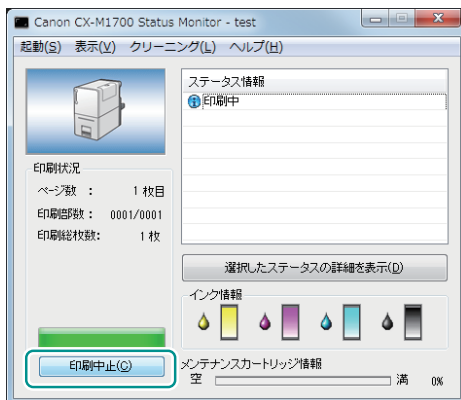 Canon CX-M1700 Status Monitor - test
起動(S) 表示(V) クリーニング(L) ヘルプ(H)
ステータス情報
印刷中
印刷状況
ページ数 : 1 枚目
印刷部数 : 0001/0001
印刷総枚数: 1 枚
選択したステータスの詳細を表示(D)
インク情報
印刷中止(C)
メンテナンスカートリッジ情報
空 満 0%